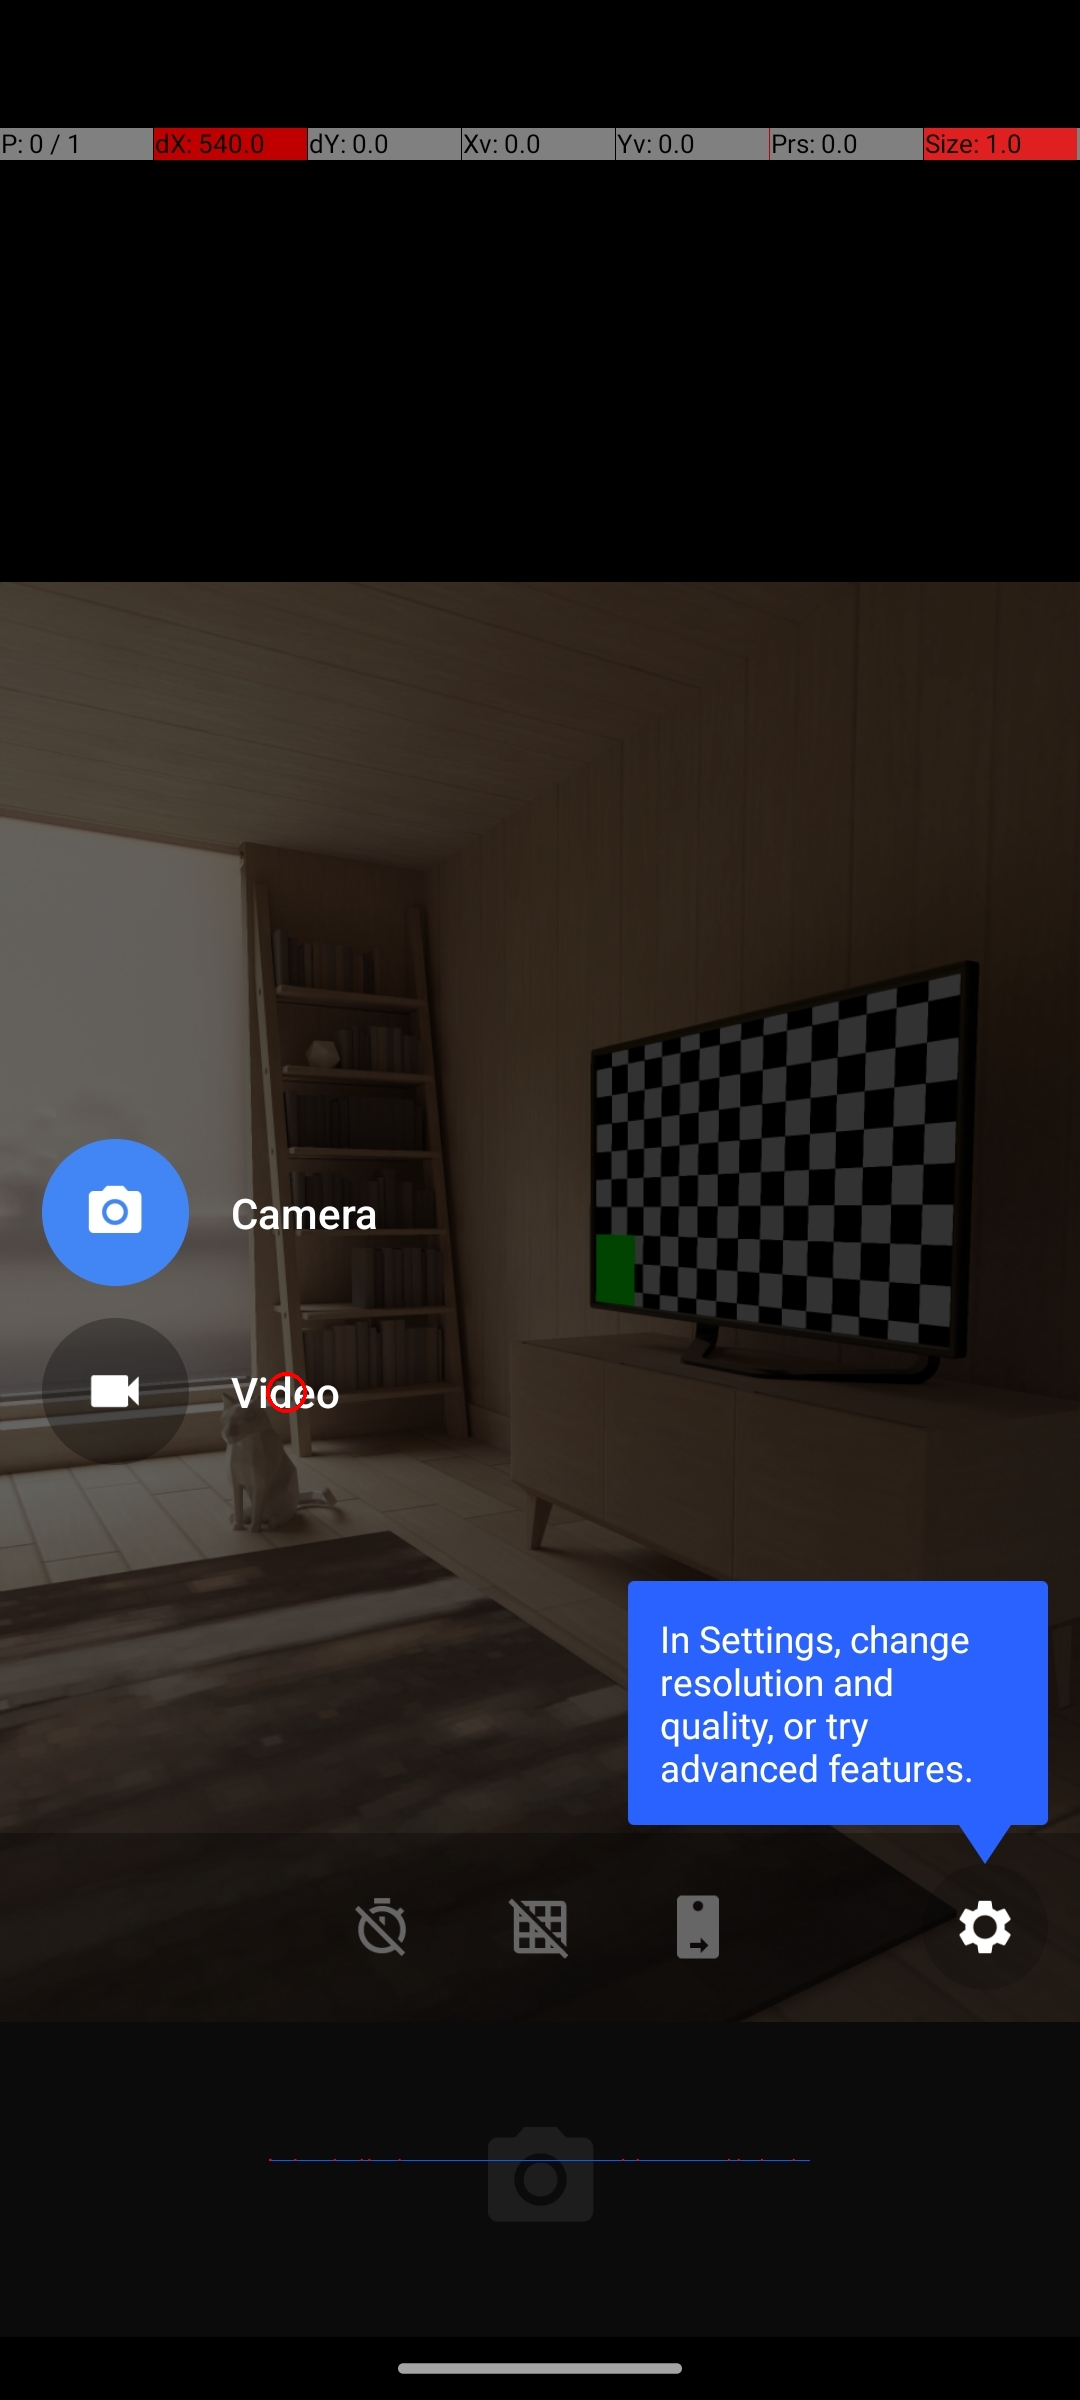 P: 0 / 1 dX: 540.0 dY: 0.0 Xv: 0.0 Yv: 0.0 Prs: 0.0 Size: 1.0
Camera
Video
In Settings, change
resolution and
quality, or try
advanced features.